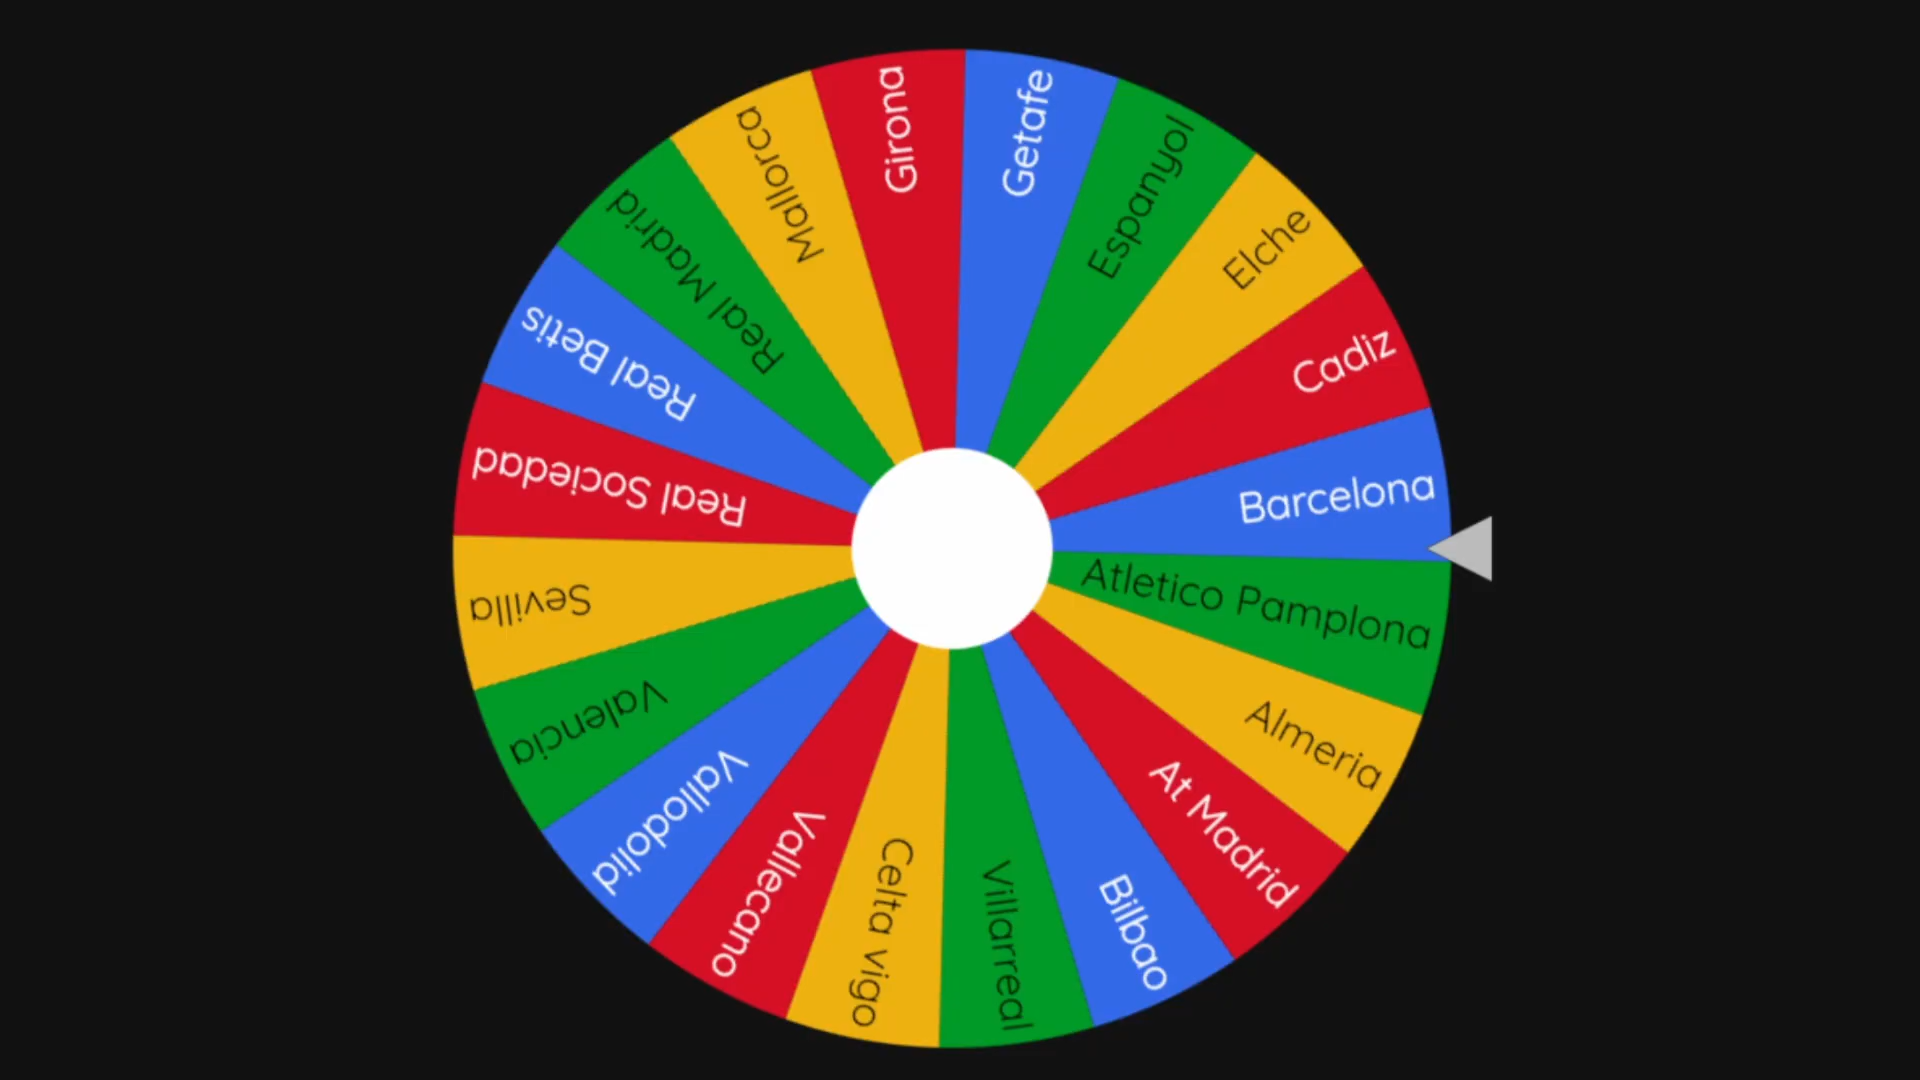 Girona
Getafe
Espanyol
Elche
Cadiz
Barcelona
Atletico Pamplona
Almeria
At Madrid
Bilbao
Villarreal
Celta vigo
Vallecano
Vallodolid
Valencia
Sevilla
Real Sociedad
Real Betis
Real Madrid
Mallorca